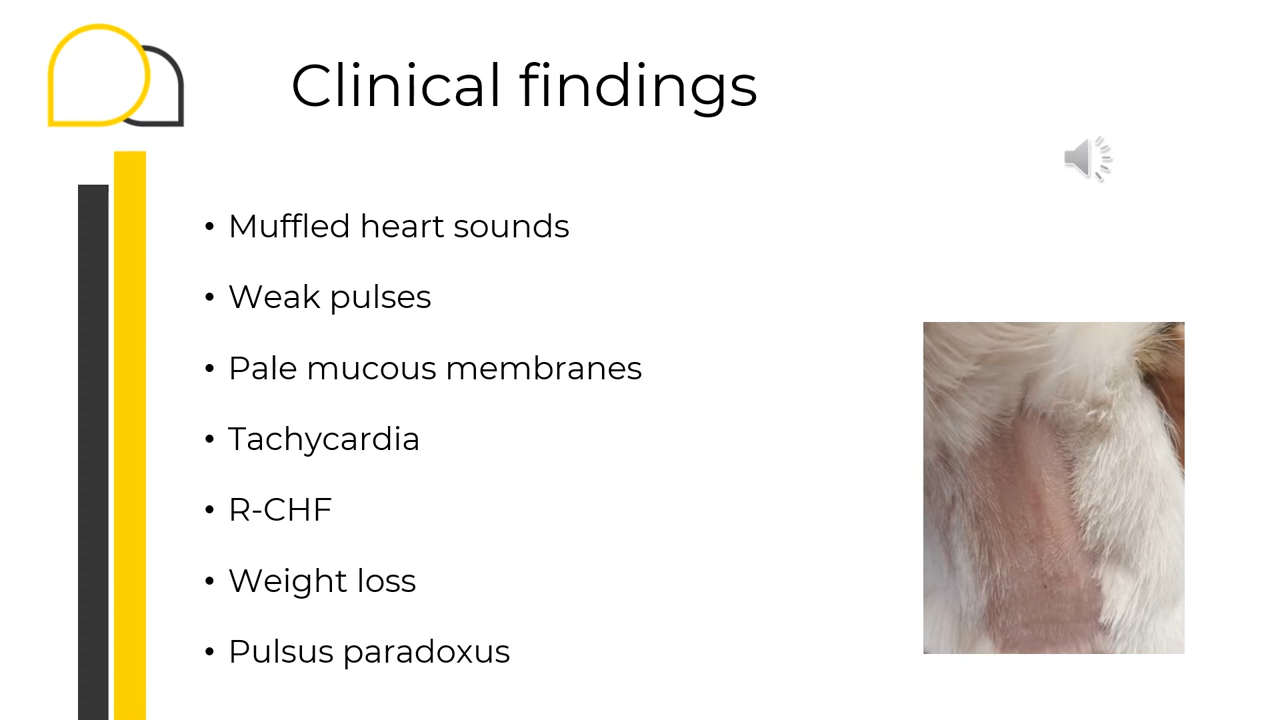 Clinical findings
• Muffled heart sounds
• Weak pulses
• Pale mucous membranes
• Tachycardia
• R-CHF
• Weight loss
• Pulsus paradoxus